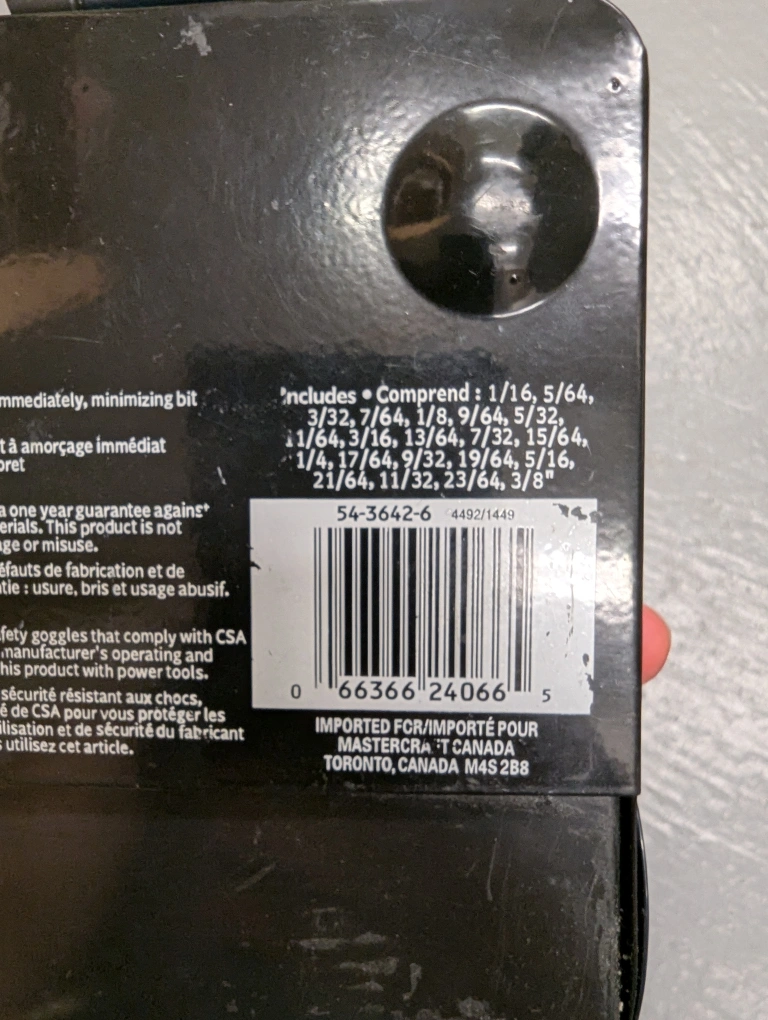 mmediately, minimizing bit
t à amorçage immédiat
oret
a one year guarantee against
erials. This product is not
age or misuse.
éfauts de fabrication et de
tie : usure, bris et usage abusif.
fety goggles that comply with CSA
manufacturer's operating and
his product with power tools.
sécurité résistant aux chocs,
é de CSA pour vous protéger les
ilisation et de sécurité du fabricant
s utilisez cet article.
Includes • Comprend : 1/16, 5/64,
3/32, 7/64, 1/8, 9/64, 5/32,
11/64, 3/16, 13/64, 7/32, 15/64,
1/4, 17/64, 9/32, 19/64, 5/16,
21/64, 11/32, 23/64, 3/8"
54-3642-6 4492/1449
0 66366 24066 5
IMPORTED FOR/IMPORTÉ POUR
MASTERCRAFT CANADA
TORONTO, CANADA M4S 2B8